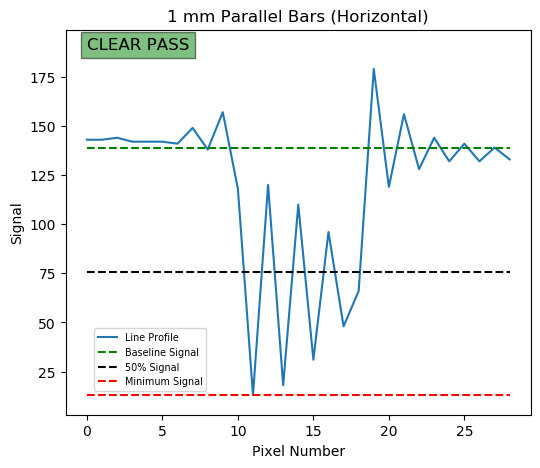 1 mm Parallel Bars (Horizontal)
CLEAR PASS
175
150
125
100
75
50
25
Signal
Line Profile
Baseline Signal
50% Signal
Minimum Signal
0 5 10 15 20 25
Pixel Number